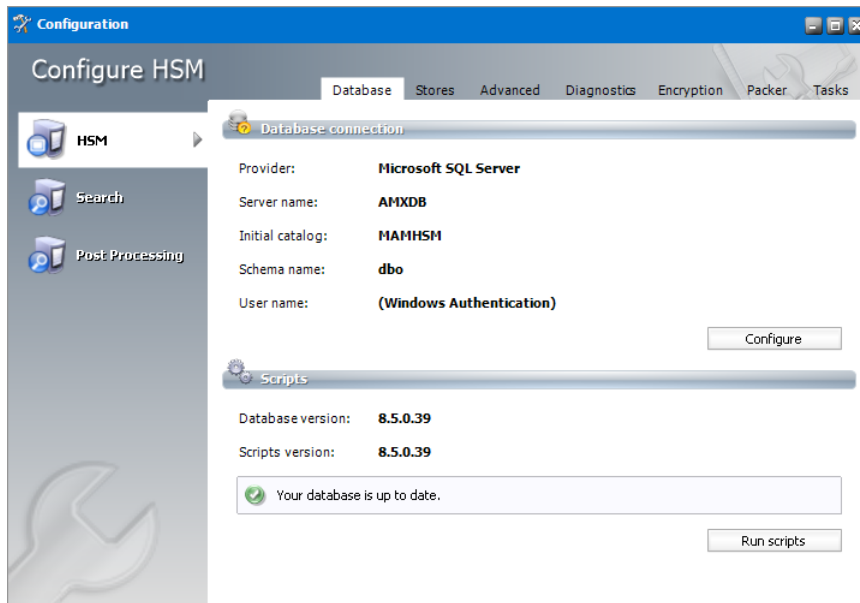 Configuration
Configure HSM
Database Stores Advanced Diagnostics Encryption Packer Tasks
HSM
Search
Post Processing
Database connection
Provider: Microsoft SQL Server
Server name: AMXDB
Initial catalog: MAMHSM
Schema name: dbo
User name: (Windows Authentication)
Configure
Scripts
Database version: 8.5.0.39
Scripts version: 8.5.0.39
Your database is up to date.
Run scripts